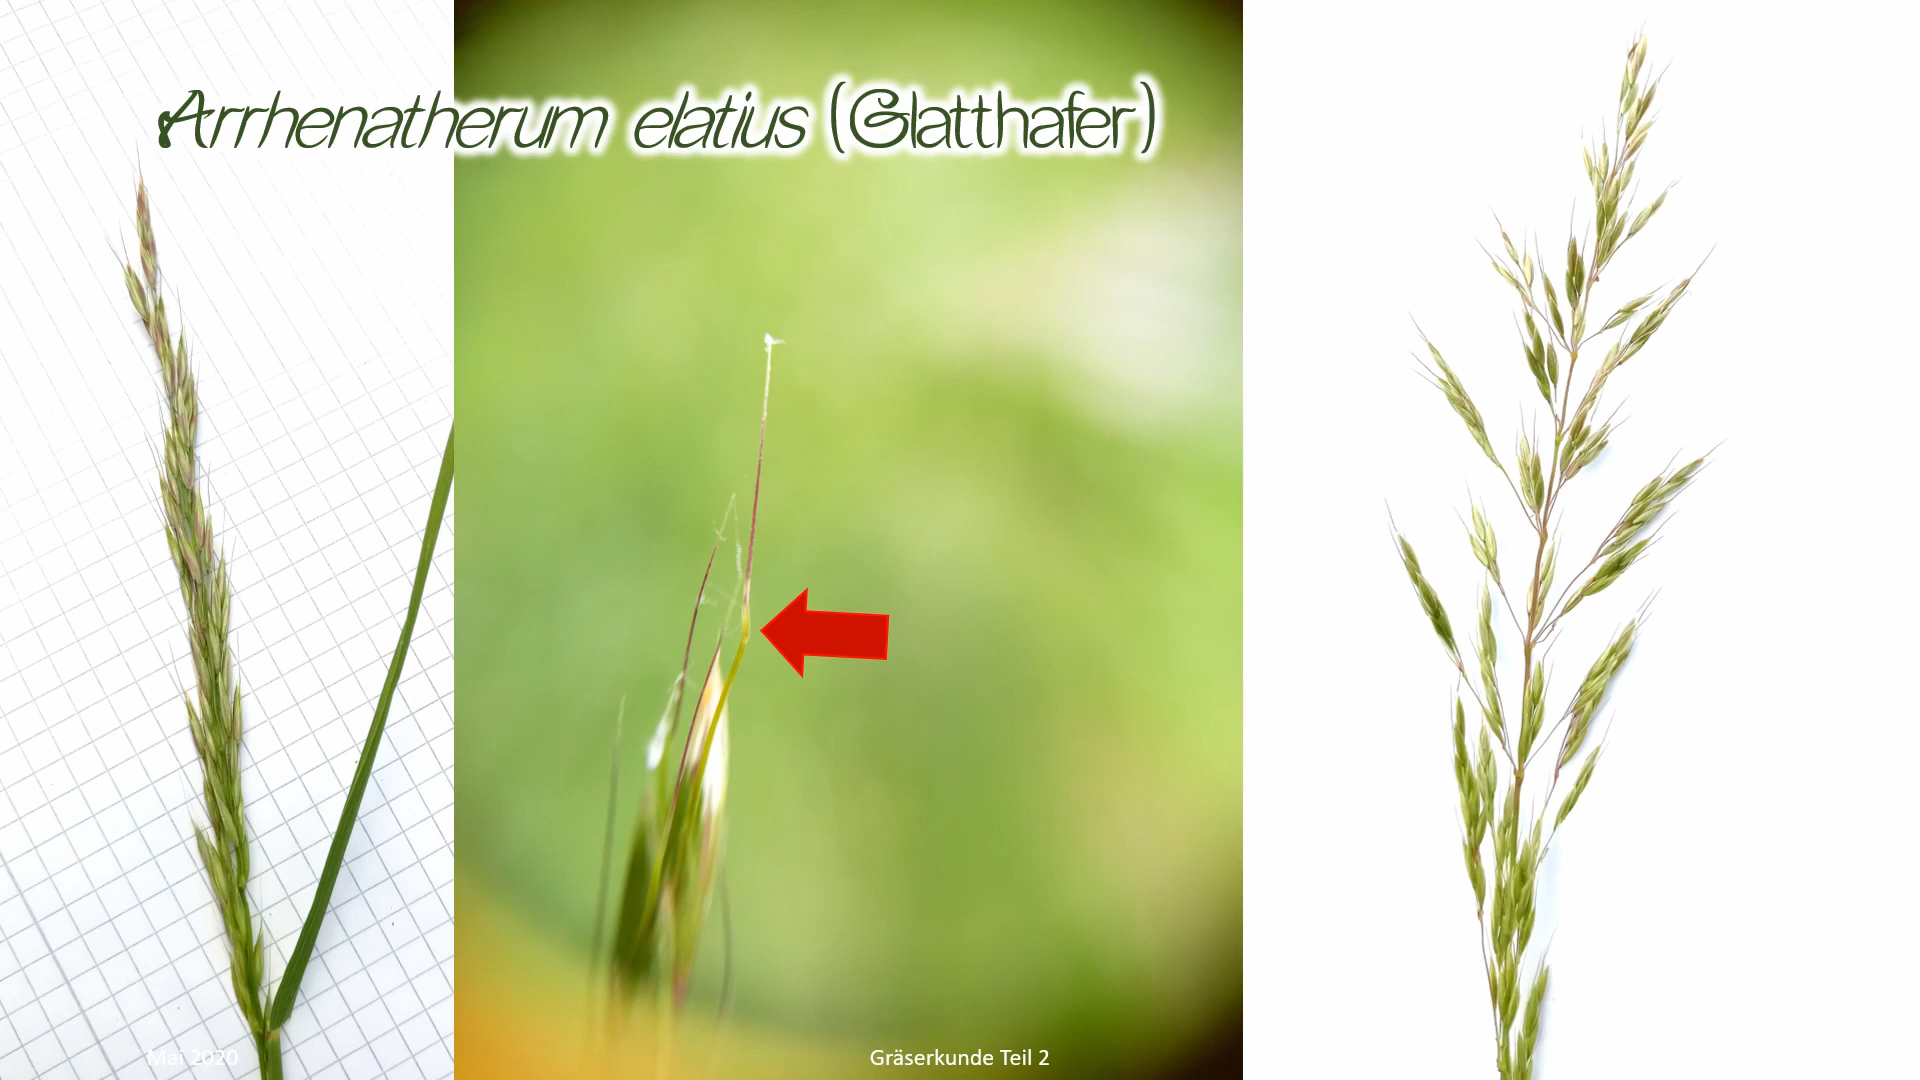 Arrhenatherum elatius (Glatthafer)
Mai 2020
Gräserkunde Teil 2